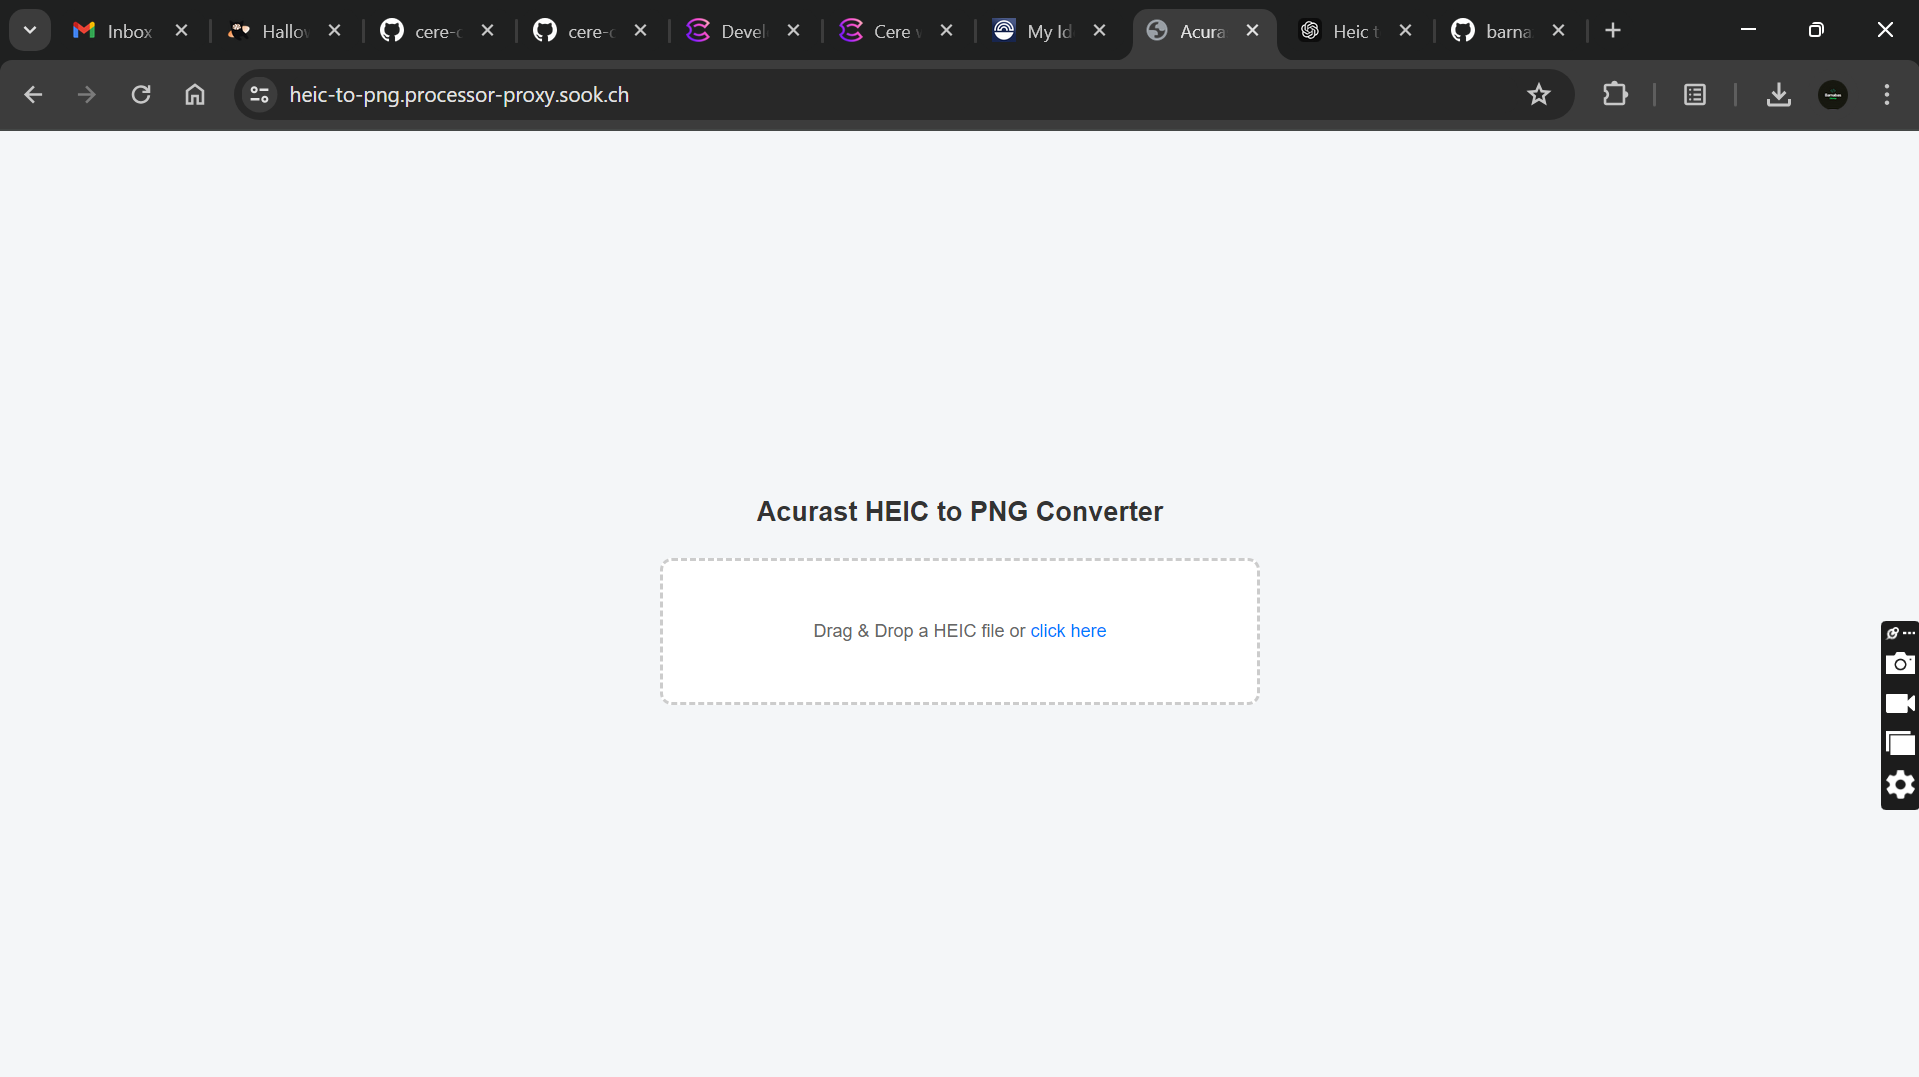 Inbox
Hallo
cere-
cere-
Devel
Cere
My Id
Acura
Heic t
barna
heic-to-png.processor-proxy.sook.ch
Acurast HEIC to PNG Converter
Drag & Drop a HEIC file or click here